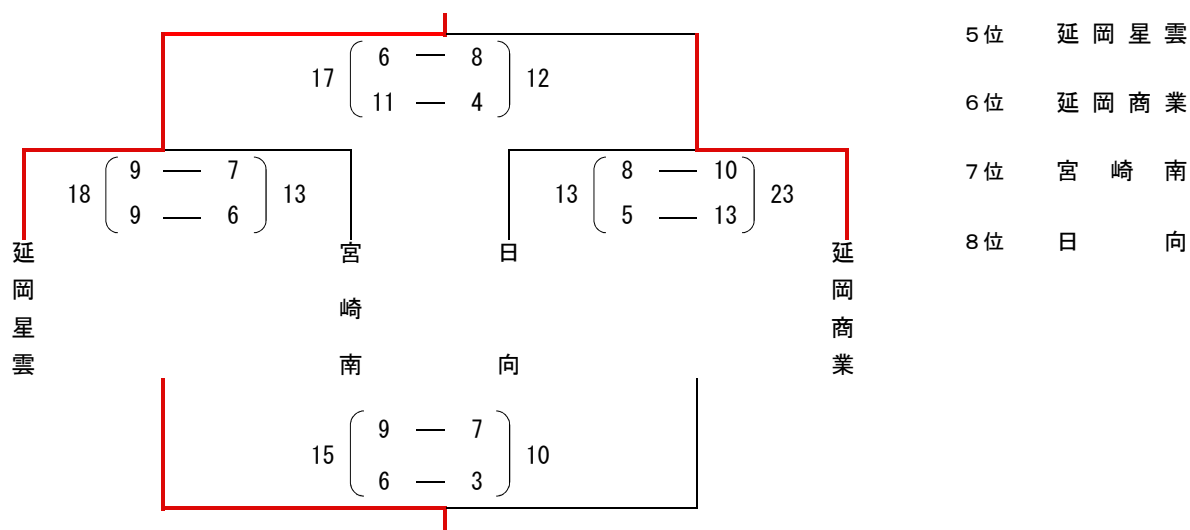 6 — 8
17 12
11 — 4
9 — 7
18 13
9 — 6
8 — 10
13 23
5 — 13
延岡星雲
宮崎南
日向
延岡商業
9 — 7
15 10
6 — 3
5位 延岡星雲
6位 延岡商業
7位 宮崎南
8位 日向